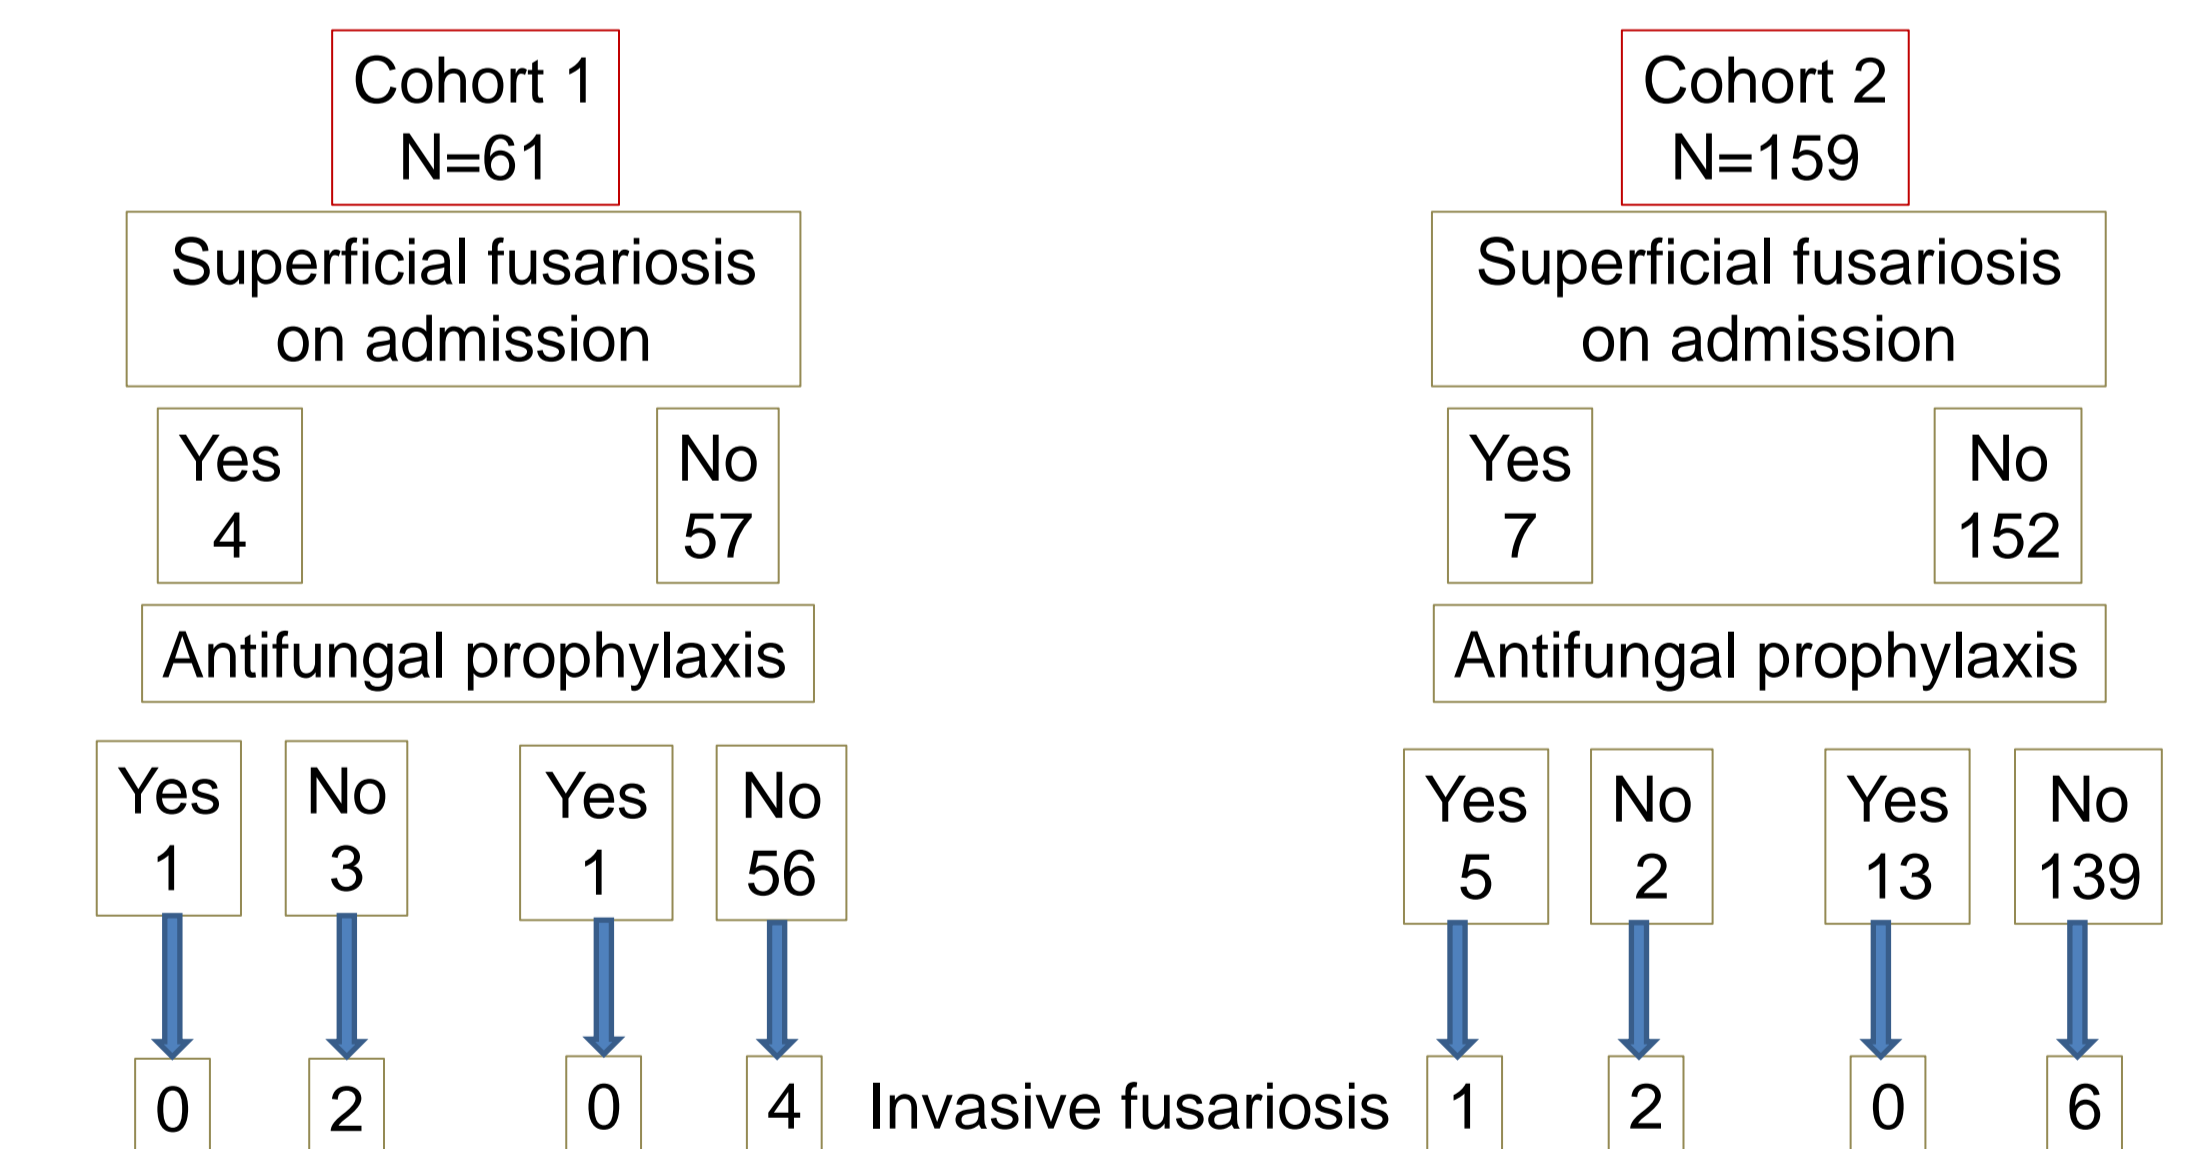 Cohort 1
N=61
Superficial fusariosis
on admission
Yes
4
No
57
Antifungal prophylaxis
Yes
1
No
3
Yes
1
No
56
0
2
0
4
Invasive fusariosis
Cohort 2
N=159
Superficial fusariosis
on admission
Yes
7
No
152
Antifungal prophylaxis
Yes
5
No
2
Yes
13
No
139
1
2
0
6